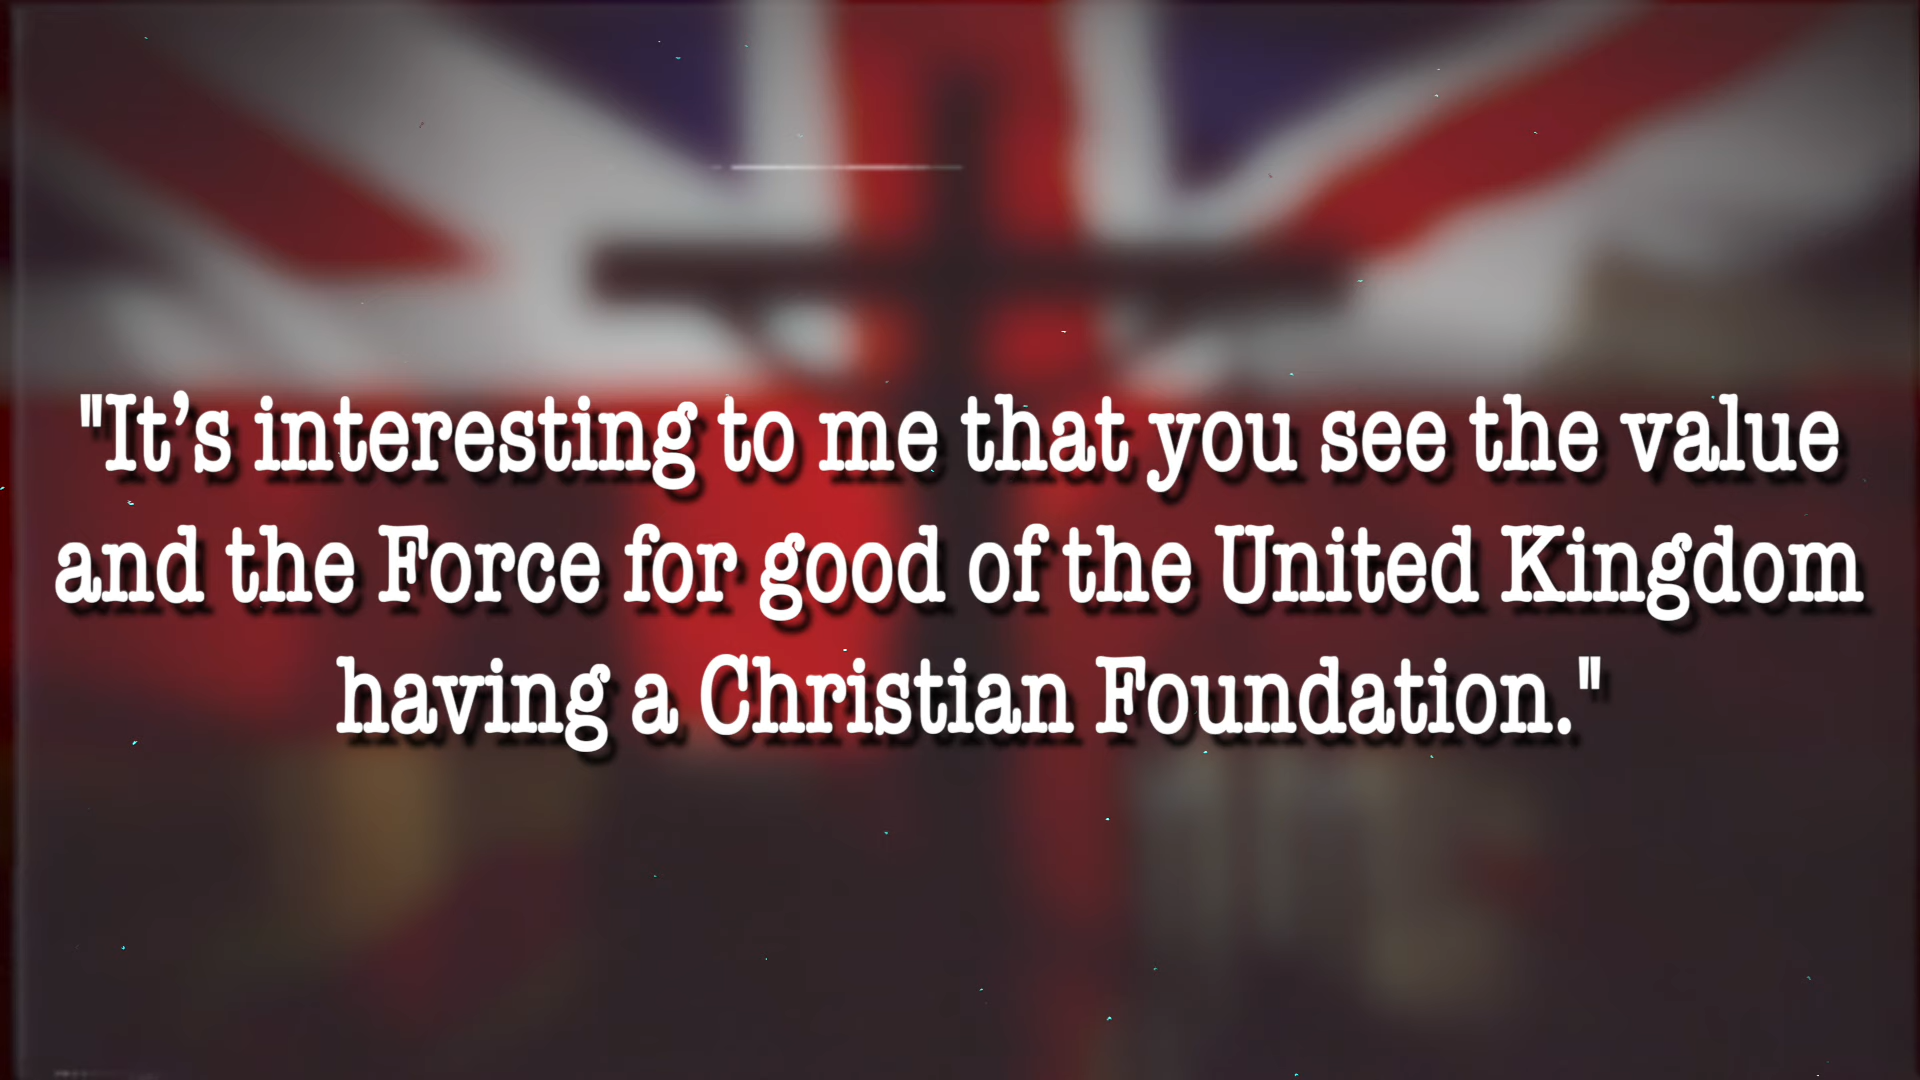 "It’s interesting to me that you see the value
and the Force for good of the United Kingdom
having a Christian Foundation."